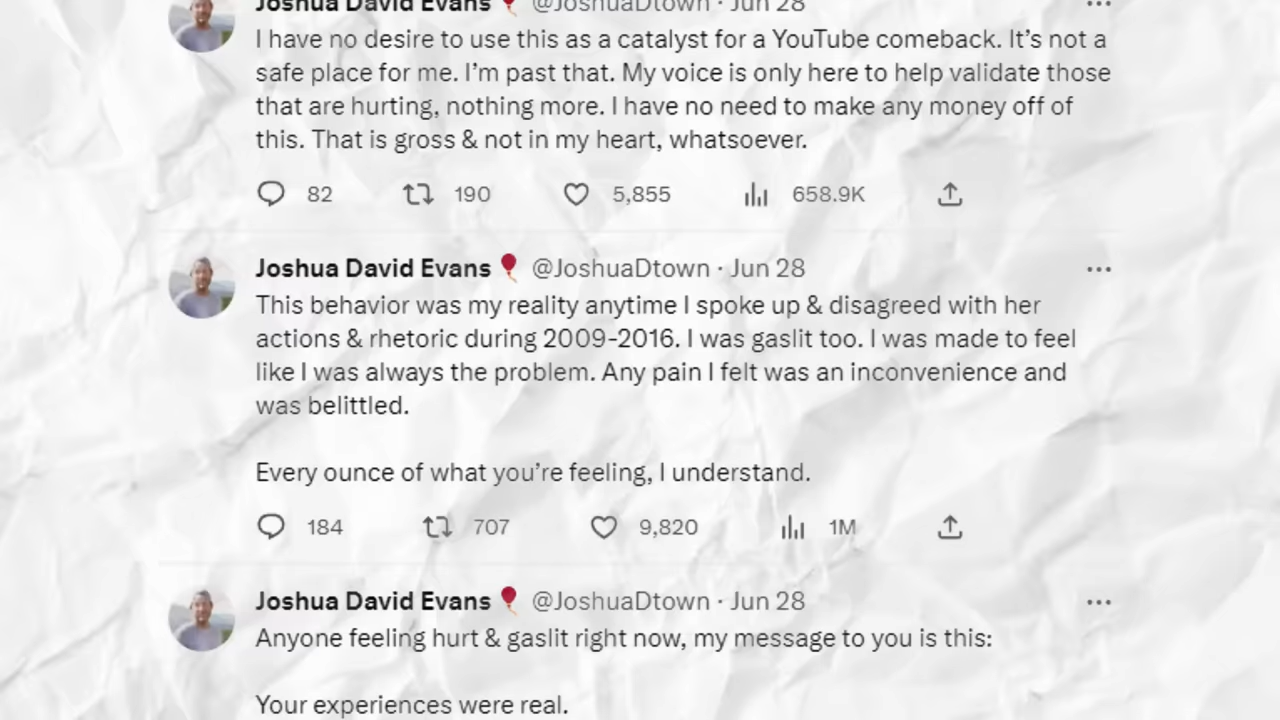 Joshua David Evans🎈 @JoshuaDtown · Jun 28
I have no desire to use this as a catalyst for a YouTube comeback. It’s not a
safe place for me. I’m past that. My voice is only here to help validate those
that are hurting, nothing more. I have no need to make any money off of
this. That is gross & not in my heart, whatsoever.
82 190 5,855 658.9K
Joshua David Evans🎈 @JoshuaDtown · Jun 28
This behavior was my reality anytime I spoke up & disagreed with her
actions & rhetoric during 2009-2016. I was gaslit too. I was made to feel
like I was always the problem. Any pain I felt was an inconvenience and
was belittled.
Every ounce of what you’re feeling, I understand.
184 707 9,820 1M
Joshua David Evans🎈 @JoshuaDtown · Jun 28
Anyone feeling hurt & gaslit right now, my message to you is this:
Your experiences were real.